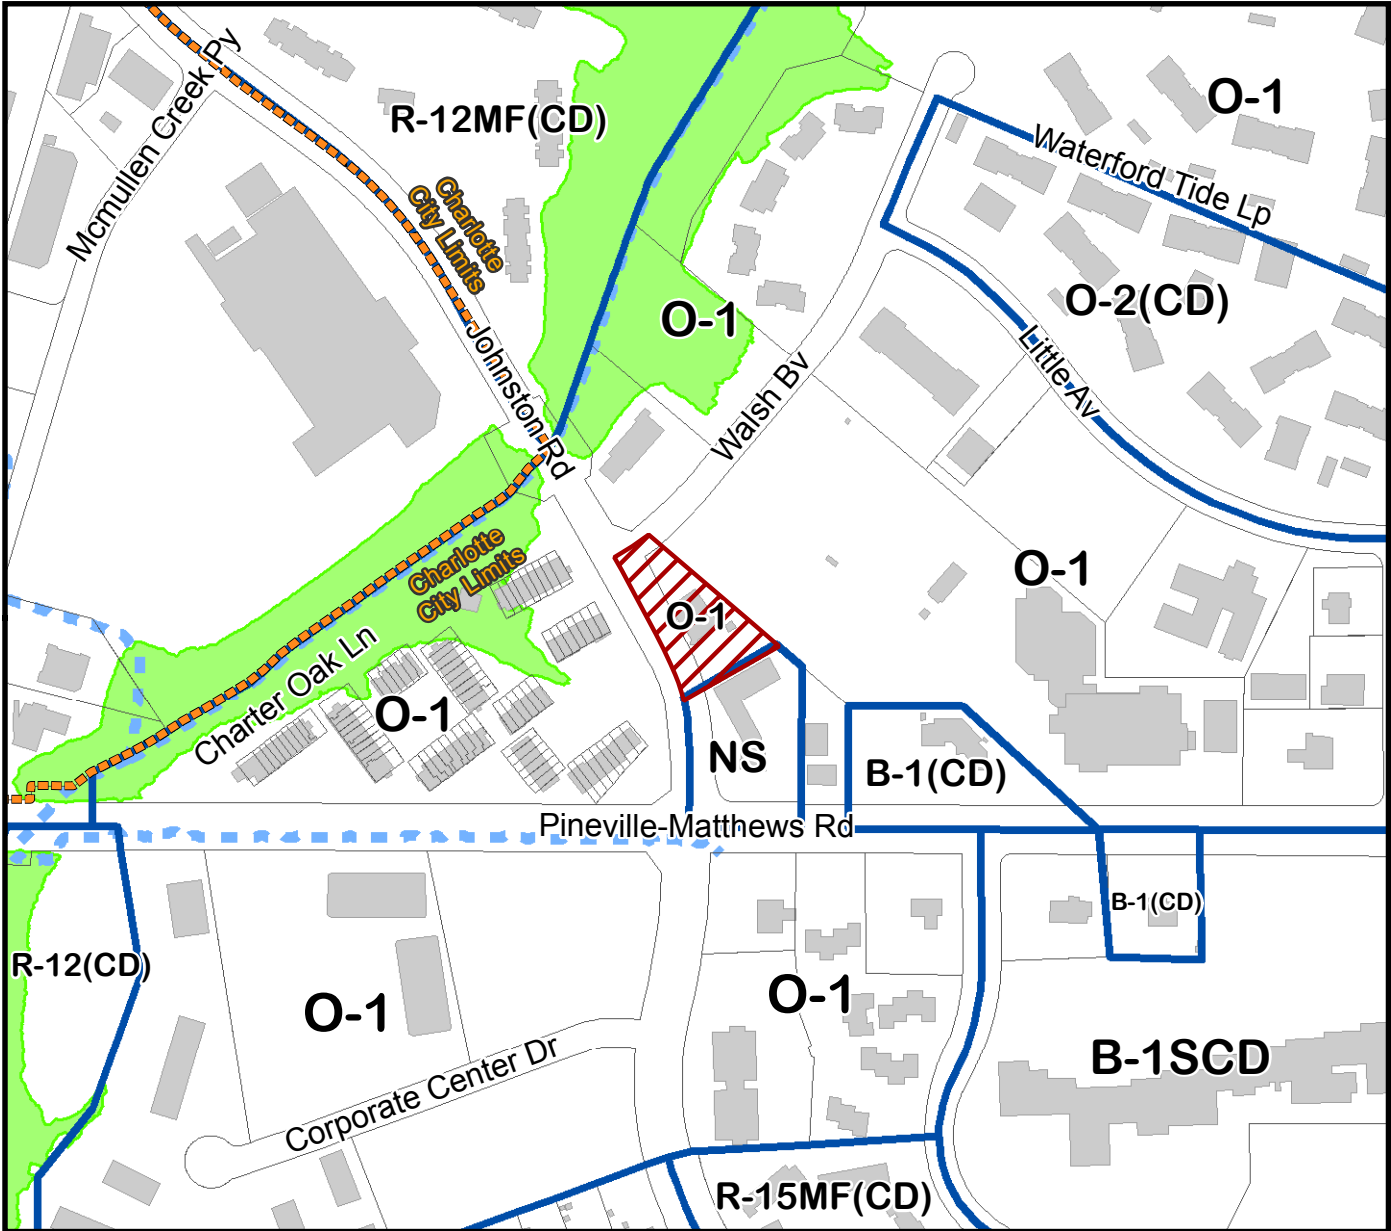 Mcmullen Creek Py
R-12MF(CD)
O-1
Waterford Tide Lp
Charlotte
City Limits
O-1
O-2(CD)
Johnston Rd
Little Av
Walsh Bv
Charlotte
City Limits
O-1
O-1
Charter Oak Ln
O-1
NS
B-1(CD)
Pineville-Matthews Rd
B-1(CD)
R-12(CD)
O-1
O-1
B-1SCD
Corporate Center Dr
R-15MF(CD)